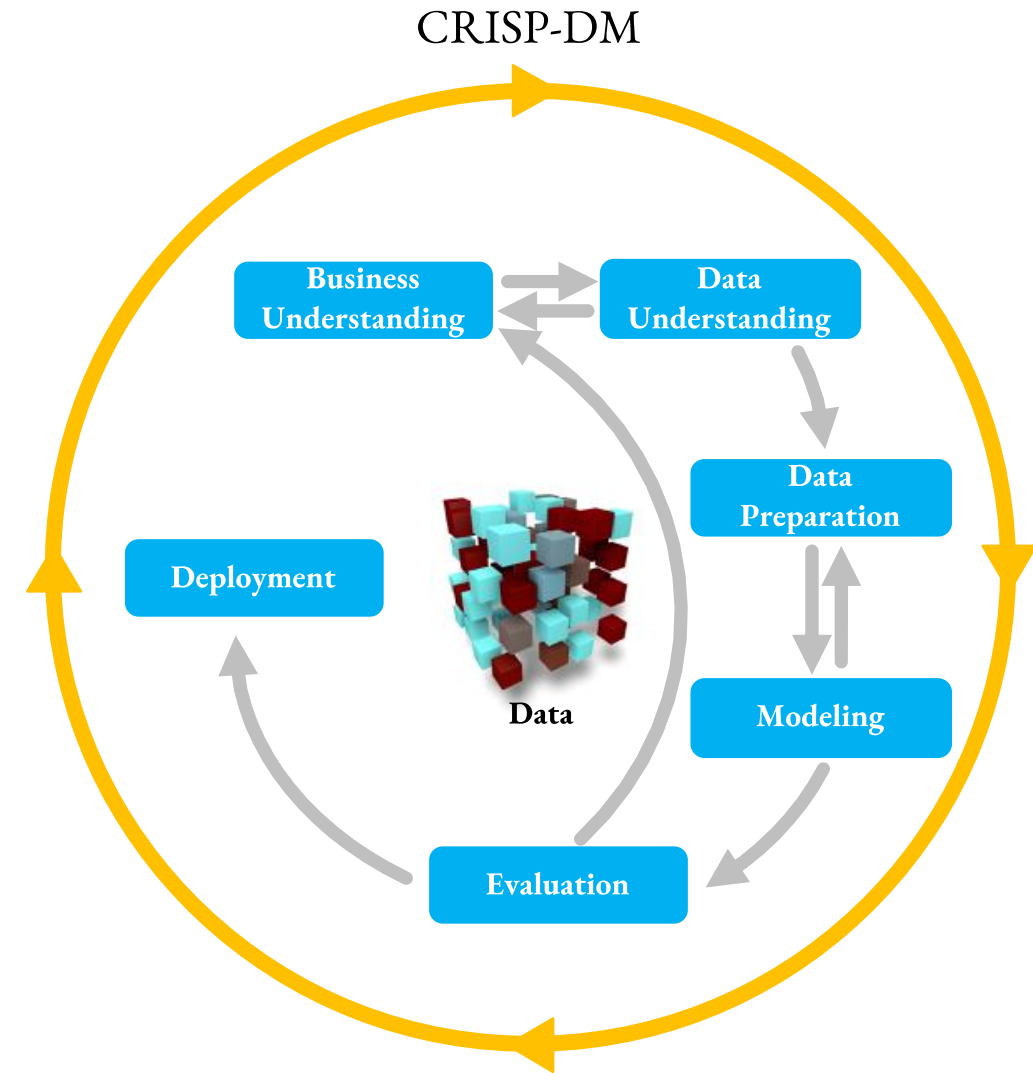 CRISP-DM
Business
Understanding
Data
Understanding
Data
Preparation
Deployment
Modeling
Data
Evaluation